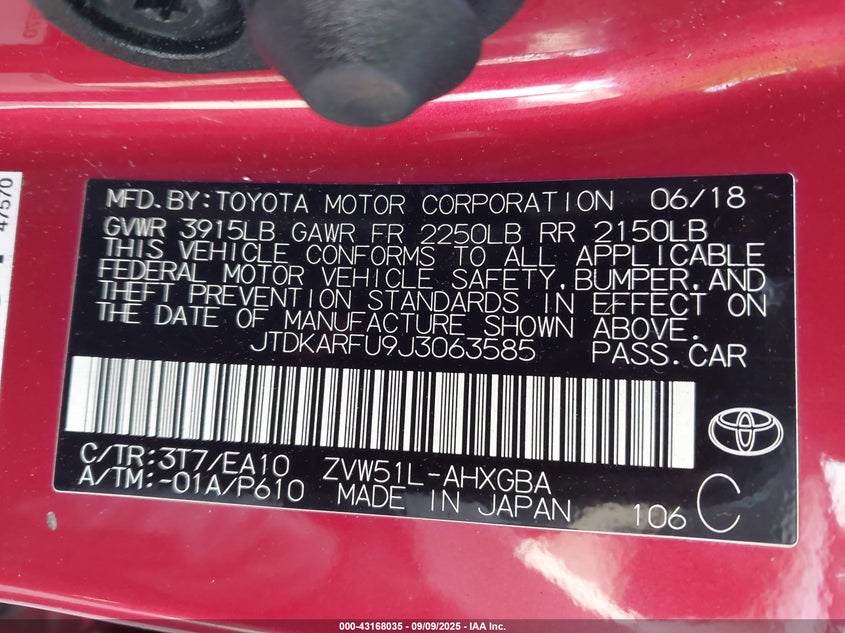 47570
MFD.BY:TOYOTA MOTOR CORPORATION 06/18
GVWR 3915LB GAWR FR 2250LB RR 2150LB
THIS VEHICLE CONFORMS TO ALL APPLICABLE
FEDERAL MOTOR VEHICLE SAFETY,BUMPER,AND
THEFT PREVENTION STANDARDS IN EFFECT ON
THE DATE OF MANUFACTURE SHOWN ABOVE.
JTDKARFU9J3063585 PASS.CAR
C/TR:3T7/EA10 ZVW51L-AHXGBA
A/TM:-01A/P610 MADE IN JAPAN 106 C
000-43168035 - 09/09/2025 - IAA Inc.